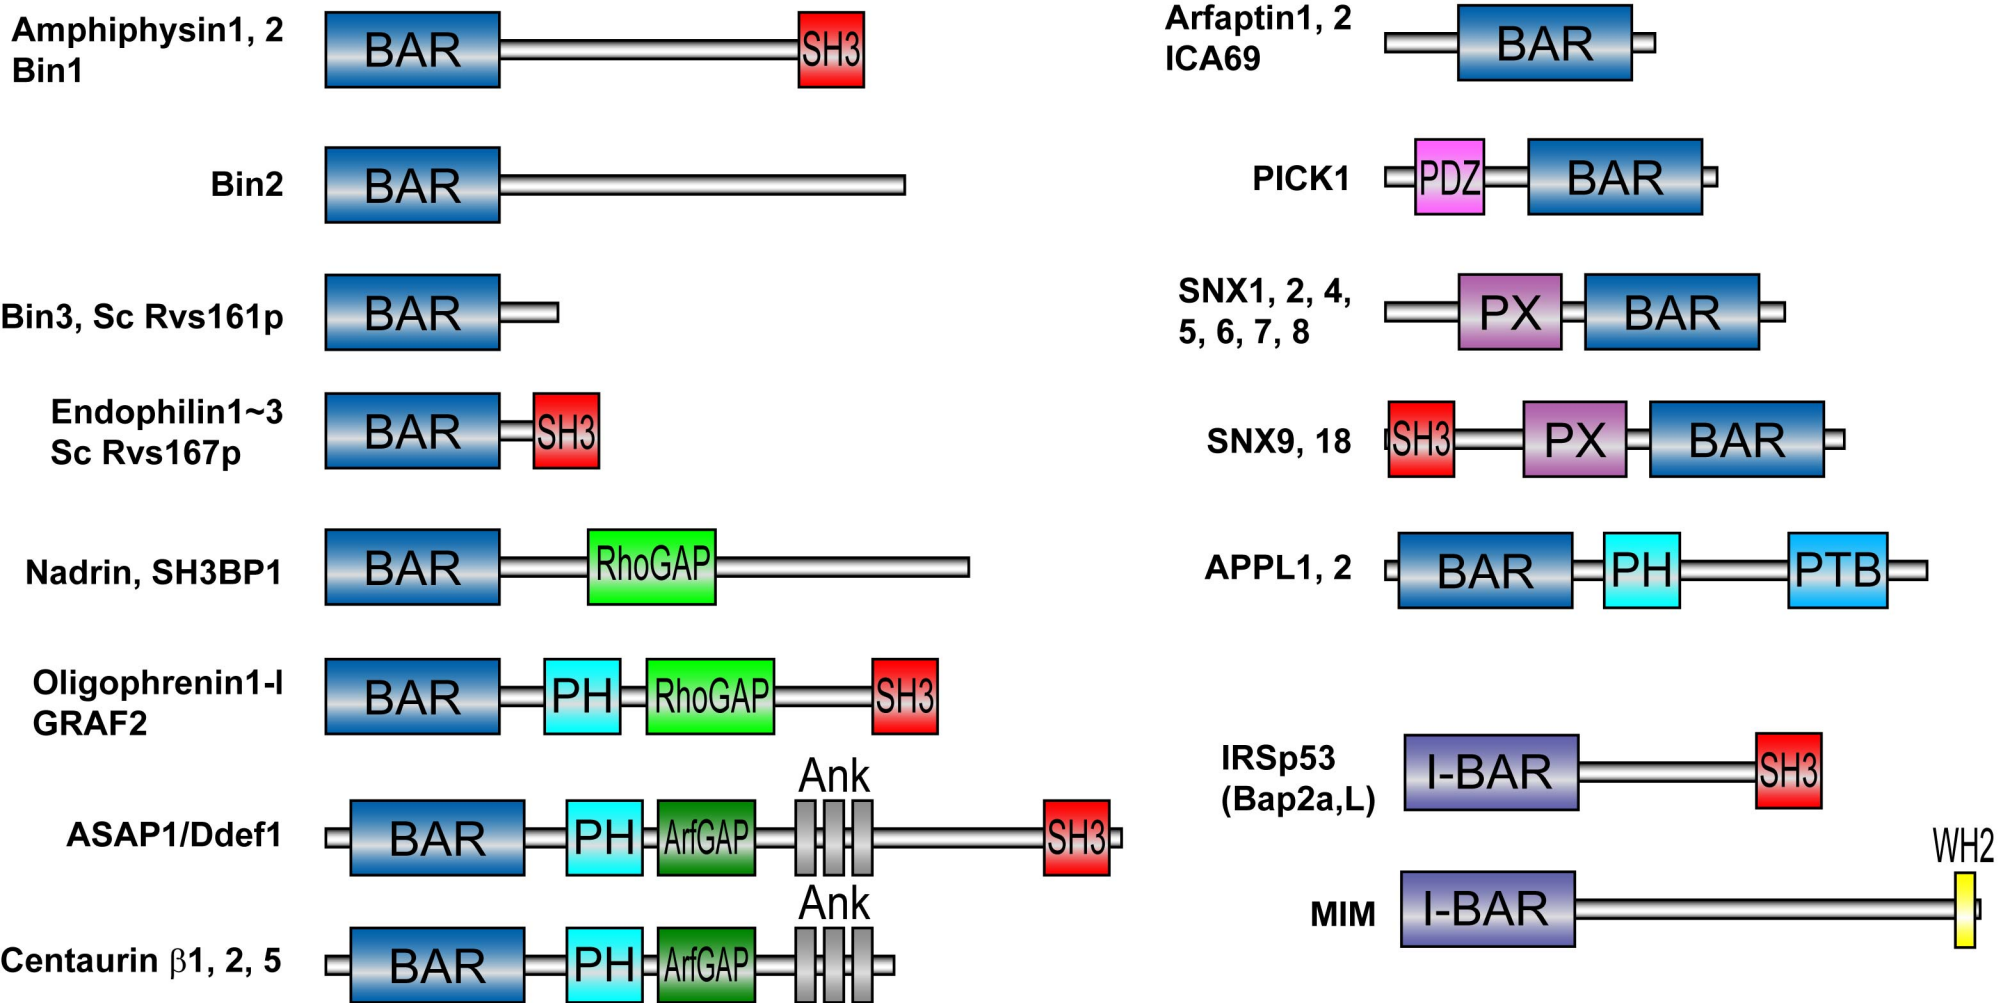 Amphiphysin1, 2
Bin1
BAR SH3
Bin2
BAR
Bin3, Sc Rvs161p
BAR
Endophilin1~3
Sc Rvs167p
BAR SH3
Nadrin, SH3BP1
BAR RhoGAP
Oligophrenin1-l
GRAF2
BAR PH RhoGAP SH3
Ank
ASAP1/Ddef1
BAR PH ArfGAP SH3
Ank
Centaurin β1, 2, 5
BAR PH ArfGAP
Arfaptin1, 2
ICA69
BAR
PICK1
PDZ BAR
SNX1, 2, 4,
5, 6, 7, 8
PX BAR
SNX9, 18
SH3 PX BAR
APPL1, 2
BAR PH PTB
IRSp53
(Bap2a,L)
I-BAR SH3
WH2
MIM
I-BAR